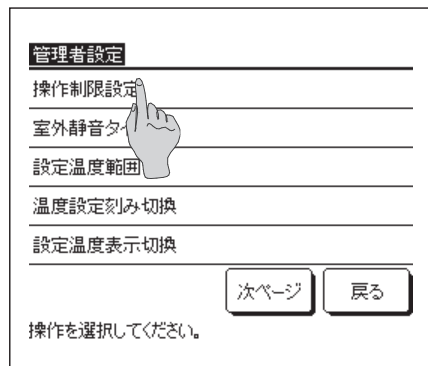 管理者設定
操作制限設定
室外静音タ
設定温度範囲
温度設定刻み切換
設定温度表示切換
次ページ 戻る
操作を選択してください。